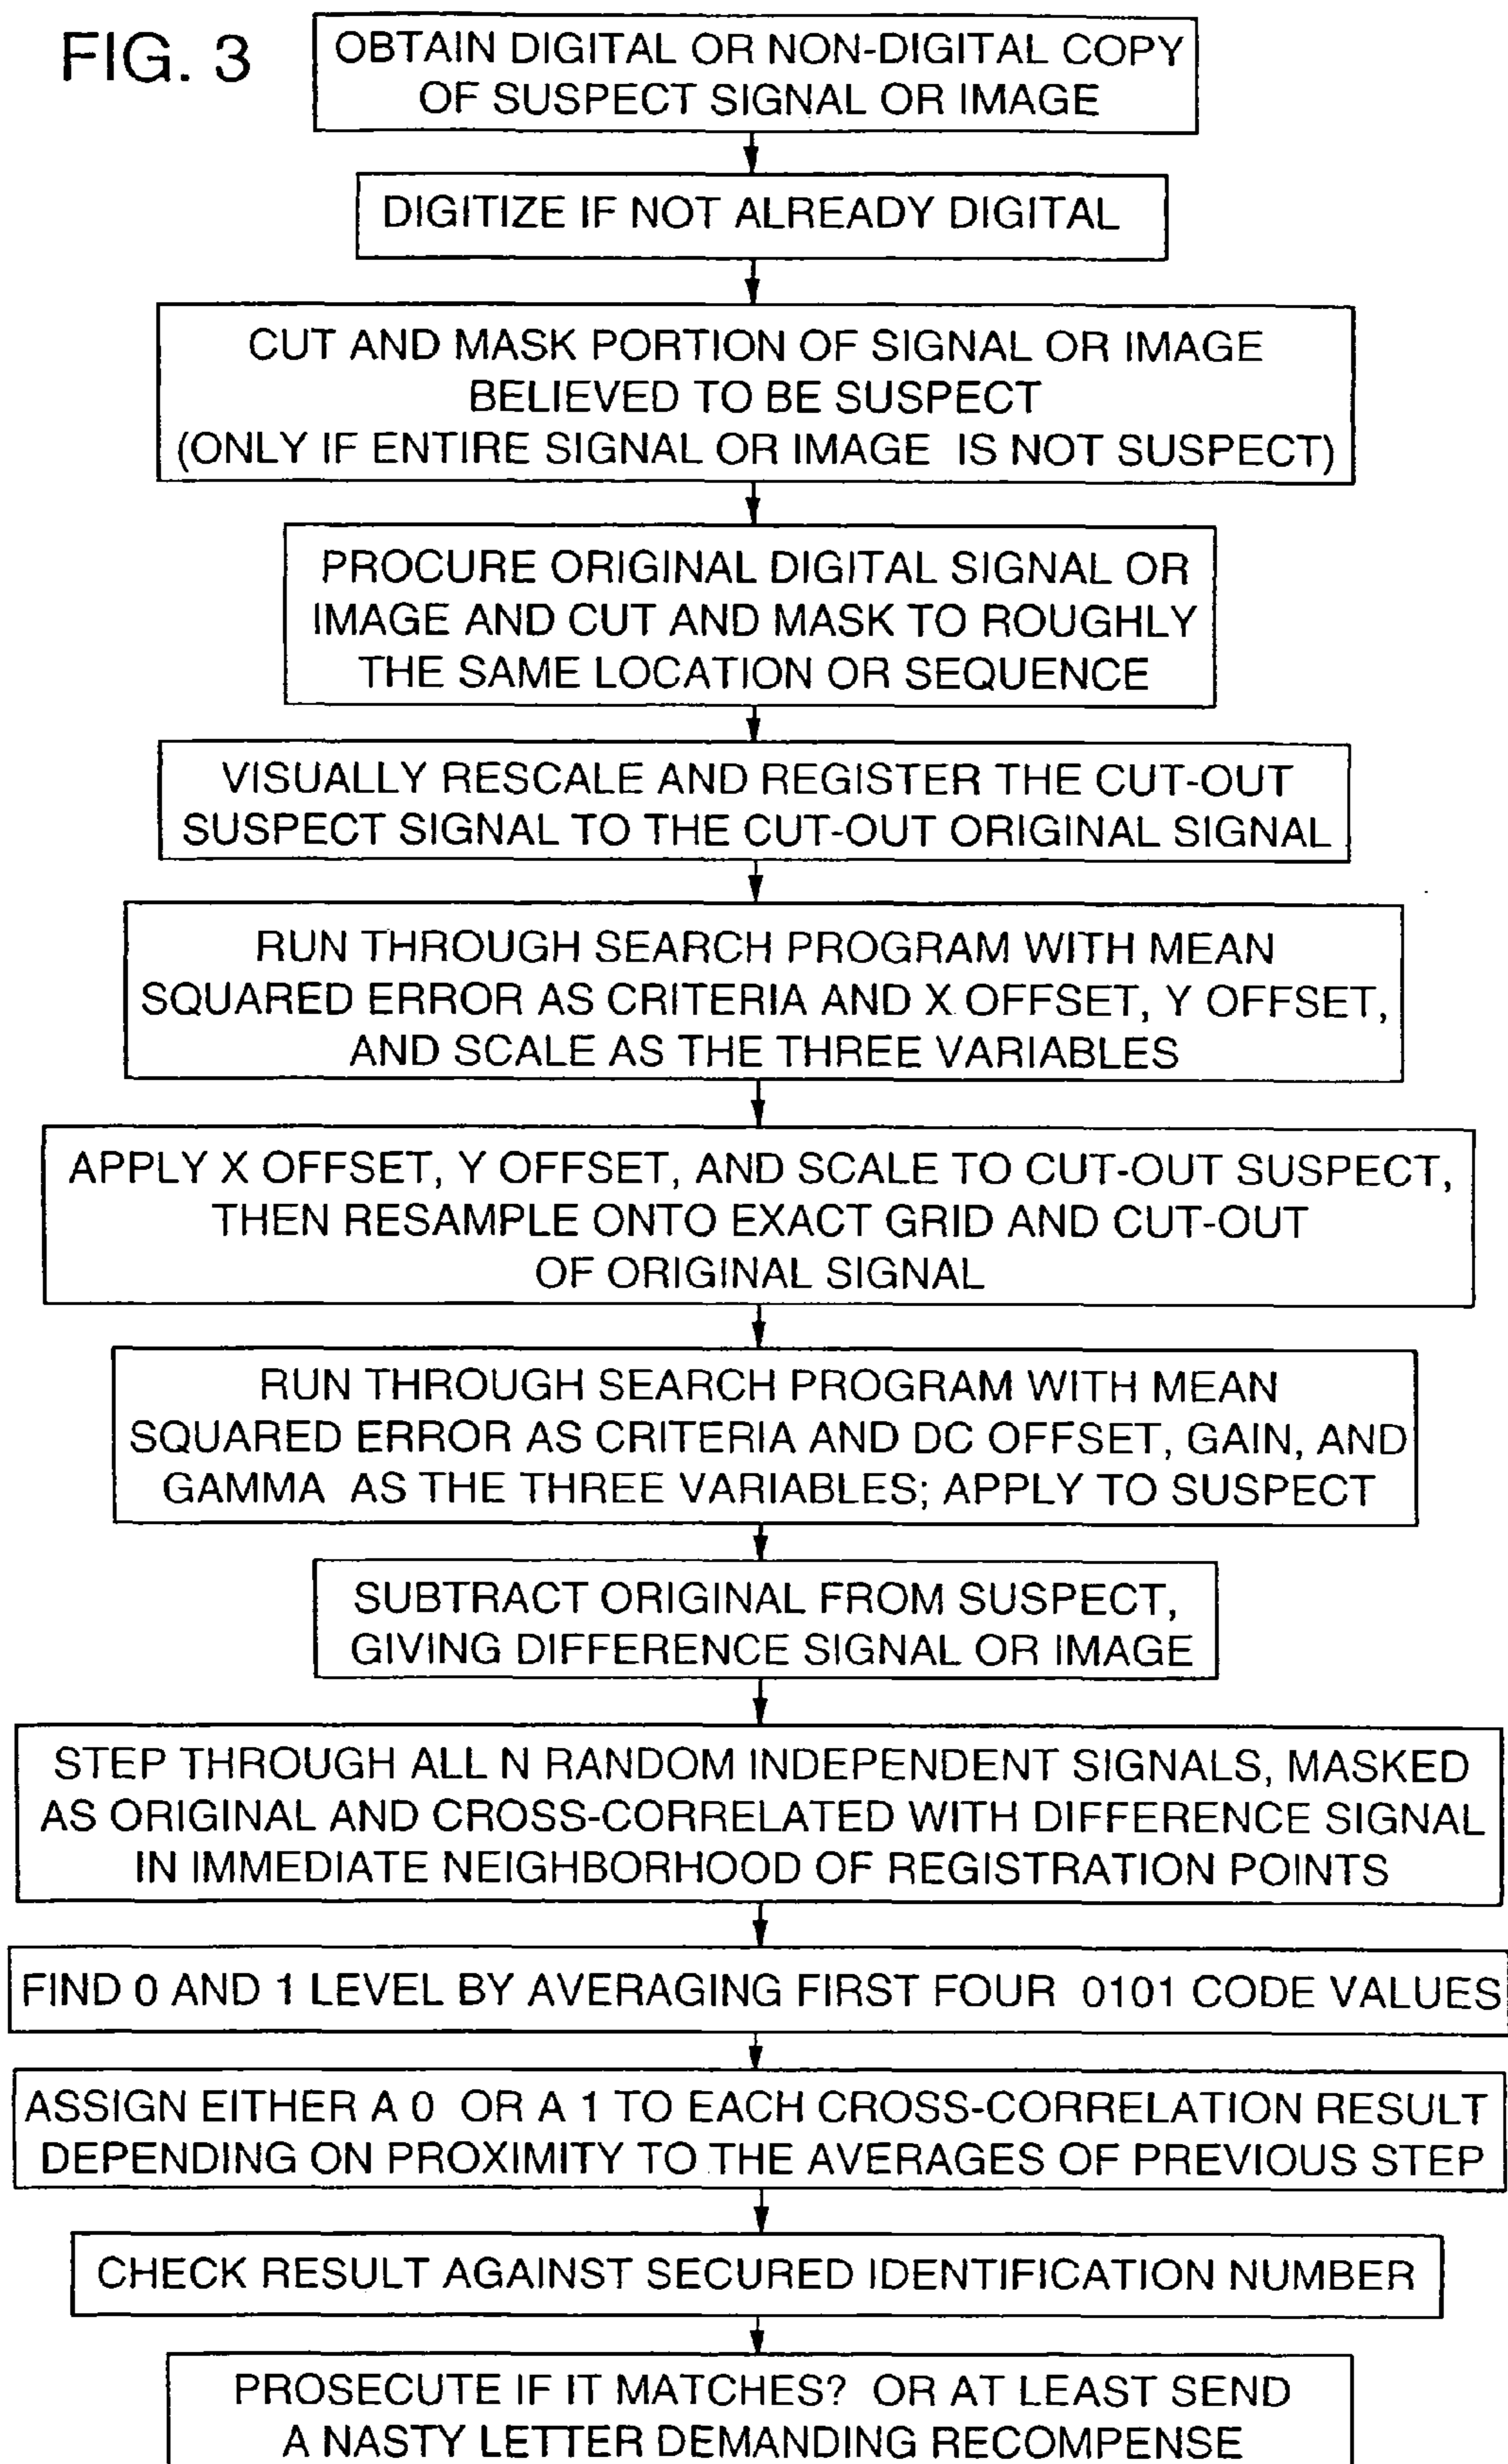 FIG. 3
OBTAIN DIGITAL OR NON-DIGITAL COPY
OF SUSPECT SIGNAL OR IMAGE
DIGITIZE IF NOT ALREADY DIGITAL
CUT AND MASK PORTION OF SIGNAL OR IMAGE
BELIEVED TO BE SUSPECT
(ONLY IF ENTIRE SIGNAL OR IMAGE IS NOT SUSPECT)
PROCURE ORIGINAL DIGITAL SIGNAL OR
IMAGE AND CUT AND MASK TO ROUGHLY
THE SAME LOCATION OR SEQUENCE
VISUALLY RESCALE AND REGISTER THE CUT-OUT
SUSPECT SIGNAL TO THE CUT-OUT ORIGINAL SIGNAL
RUN THROUGH SEARCH PROGRAM WITH MEAN
SQUARED ERROR AS CRITERIA AND X OFFSET, Y OFFSET,
AND SCALE AS THE THREE VARIABLES
APPLY X OFFSET, Y OFFSET, AND SCALE TO CUT-OUT SUSPECT,
THEN RESAMPLE ONTO EXACT GRID AND CUT-OUT
OF ORIGINAL SIGNAL
RUN THROUGH SEARCH PROGRAM WITH MEAN
SQUARED ERROR AS CRITERIA AND DC OFFSET, GAIN, AND
GAMMA AS THE THREE VARIABLES; APPLY TO SUSPECT
SUBTRACT ORIGINAL FROM SUSPECT,
GIVING DIFFERENCE SIGNAL OR IMAGE
STEP THROUGH ALL N RANDOM INDEPENDENT SIGNALS, MASKED
AS ORIGINAL AND CROSS-CORRELATED WITH DIFFERENCE SIGNAL
IN IMMEDIATE NEIGHBORHOOD OF REGISTRATION POINTS
FIND 0 AND 1 LEVEL BY AVERAGING FIRST FOUR 0101 CODE VALUES
ASSIGN EITHER A 0 OR A 1 TO EACH CROSS-CORRELATION RESULT
DEPENDING ON PROXIMITY TO THE AVERAGES OF PREVIOUS STEP
CHECK RESULT AGAINST SECURED IDENTIFICATION NUMBER
PROSECUTE IF IT MATCHES? OR AT LEAST SEND
A NASTY LETTER DEMANDING RECOMPENSE